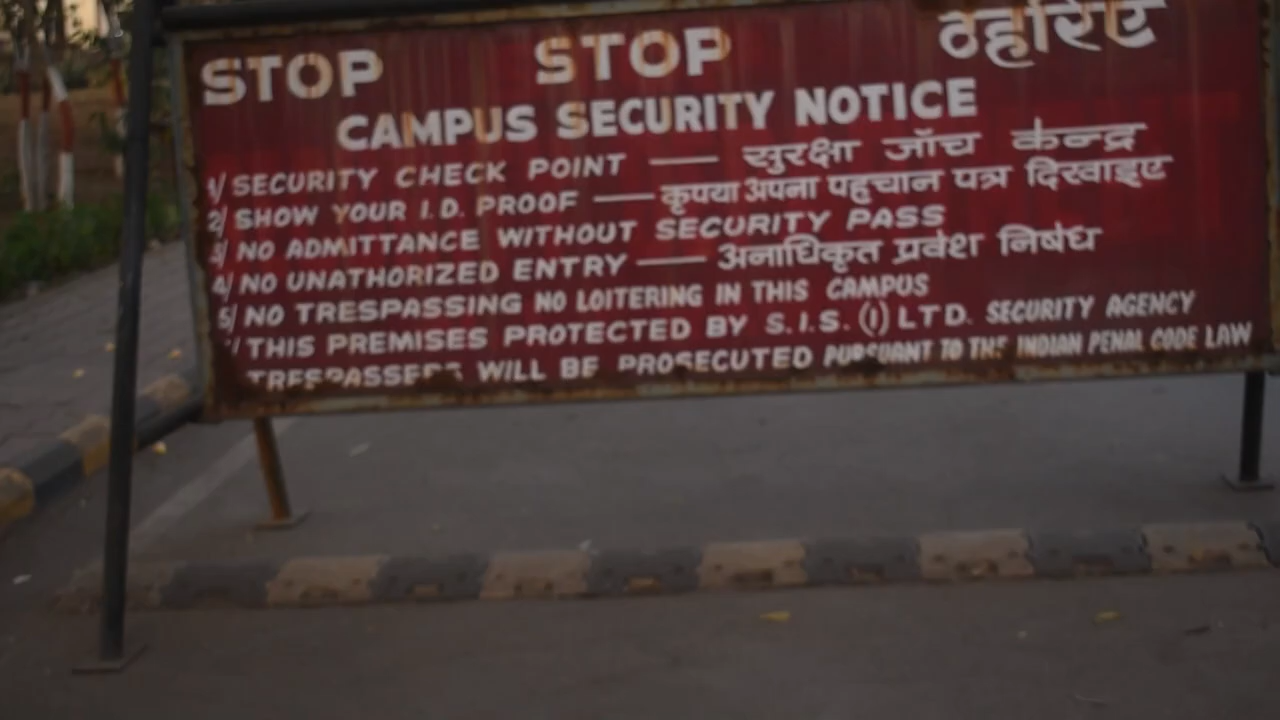 STOP STOP ठहरिए
CAMPUS SECURITY NOTICE
1/ SECURITY CHECK POINT — सुरक्षा जाँच केन्द्र
2/ SHOW YOUR I.D. PROOF — कृपया अपना पहचान पत्र दिखाइए
3/ NO ADMITTANCE WITHOUT SECURITY PASS
4/ NO UNATHORIZED ENTRY — अनाधिकृत प्रवेश निषेध
5/ NO TRESPASSING NO LOITERING IN THIS CAMPUS
/ THIS PREMISES PROTECTED BY S.I.S. (I) LTD. SECURITY AGENCY
TRESPASSERS WILL BE PROSECUTED PURSUANT TO THE INDIAN PENAL CODE LAW